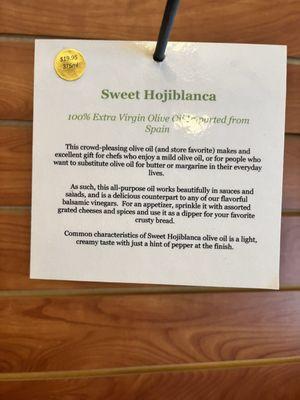 $19.95
375ml
Sweet Hojiblanca
100% Extra Virgin Olive Oil Imported from
Spain
This crowd-pleasing olive oil (and store favorite) makes and
excellent gift for chefs who enjoy a mild olive oil, or for people who
want to substitute olive oil for butter or margarine in their everyday
lives.
As such, this all-purpose oil works beautifully in sauces and
salads, and is a delicious counterpart to any of our flavorful
balsamic vinegars. For an appetizer, sprinkle it with assorted
grated cheeses and spices and use it as a dipper for your favorite
crusty bread.
Common characteristics of Sweet Hojiblanca olive oil is a light,
creamy taste with just a hint of pepper at the finish.